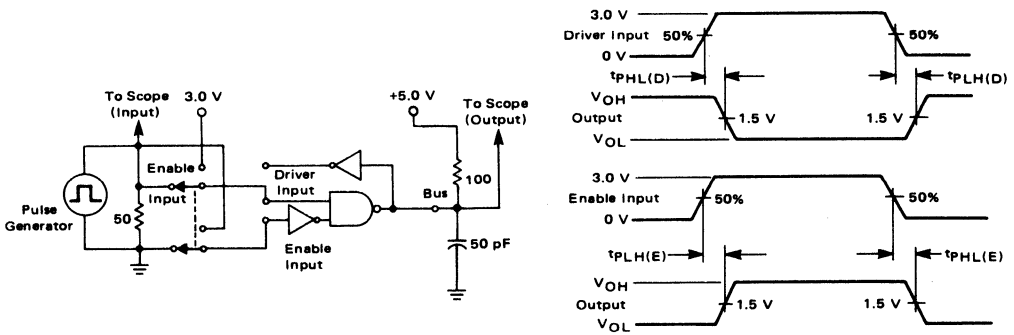 To Scope
(Input)
3.0 V
+5.0 V
To Scope
(Output)
Enable
Driver
Input
Input
100
Bus
Pulse
Generator
50
50 pF
Enable
Input
3.0 V
Driver Input
50%
50%
0 V
tPHL(D)
tPLH(D)
VOH
Output
1.5 V
1.5 V
VOL
3.0 V
Enable Input
50%
50%
0 V
tPLH(E)
tPHL(E)
VOH
Output
1.5 V
1.5 V
VOL